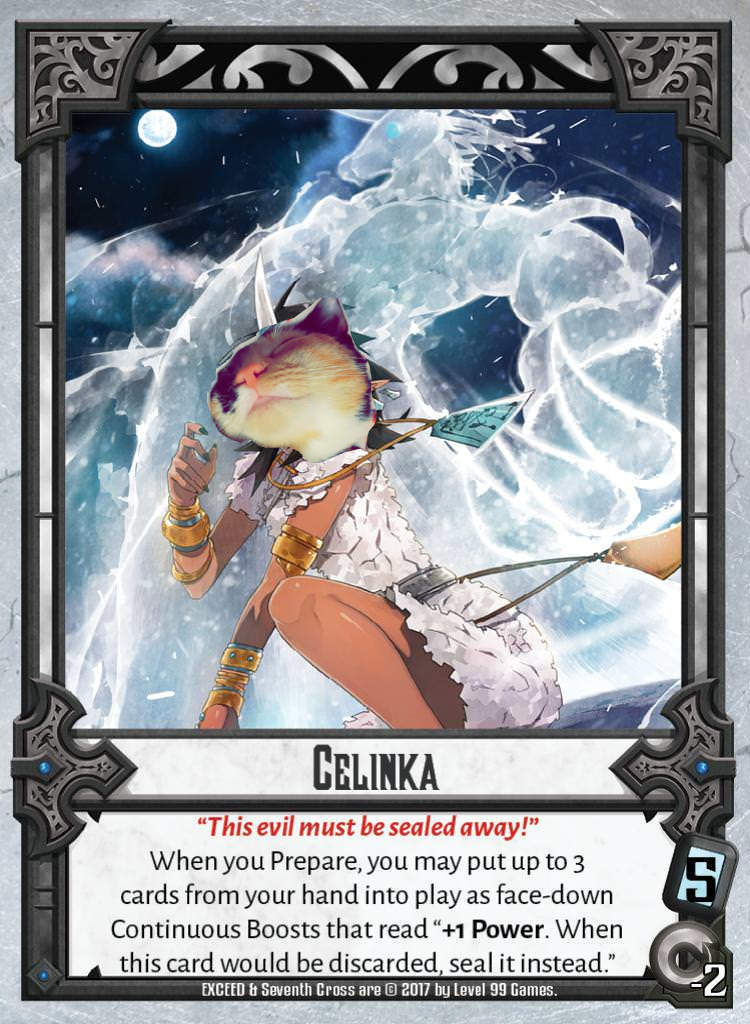 CELINKA
“This evil must be sealed away!”
When you Prepare, you may put up to 3
cards from your hand into play as face-down
Continuous Boosts that read “+1 Power. When
this card would be discarded, seal it instead.”
S
-2
EXCEED & Seventh Cross are © 2017 by Level 99 Games.